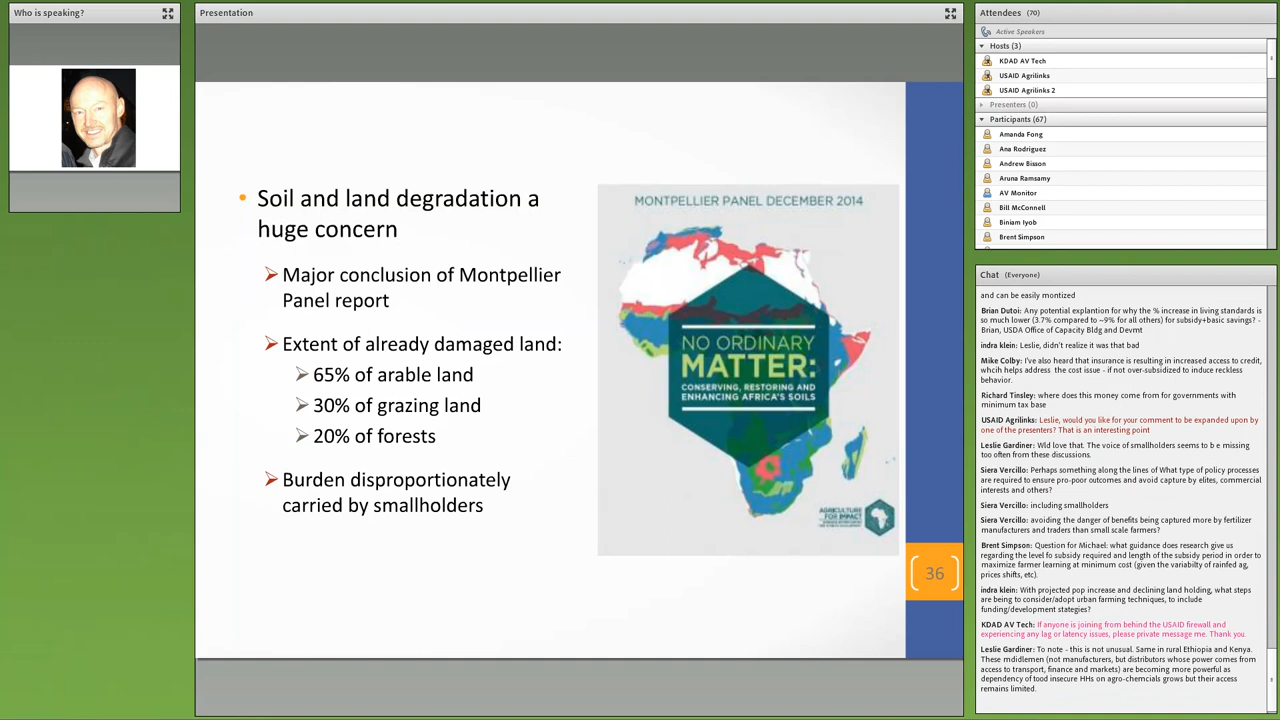 Who is speaking?
Presentation
Soil and land degradation a
huge concern
Major conclusion of Montpellier
Panel report
Extent of already damaged land:
65% of arable land
30% of grazing land
20% of forests
Burden disproportionately
carried by smallholders
MONTPELLIER PANEL DECEMBER 2014
NO ORDINARY
MATTER:
CONSERVING, RESTORING AND
ENHANCING AFRICA'S SOILS
AGRICULTURE
FOR IMPACT
36
Attendees (70)
Active Speakers
Hosts (3)
KDAD AV Tech
USAID Agrilinks
USAID Agrilinks 2
Presenters (0)
Participants (67)
Amanda Fong
Ana Rodriguez
Andrew Bisson
Aruna Ramsamy
AV Monitor
Bill McConnell
Biniam Iyob
Brent Simpson
Chat (Everyone)
and can be easily montized
Brian Dutoi: Any potential explantion for why the % increase in living standards is
so much lower (3.7% compared to ~9% for all others) for subsidy+basic savings? -
Brian, USDA Office of Capacity Bldg and Devmt
indra klein: Leslie, didn't realize it was that bad
Mike Colby: I've also heard that insurance is resulting in increased access to credit,
whcih helps address the cost issue - if not over-subsidized to induce reckless
behavior.
Richard Tinsley: where does this money come from for governments with
minimum tax base
USAID Agrilinks: Leslie, would you like for your comment to be expanded upon by
one of the presenters? That is an interesting point
Leslie Gardiner: Wld love that. The voice of smallholders seems to b e missing
too often from these discussions.
Siera Vercillo: Perhaps something along the lines of What type of policy processes
are required to ensure pro-poor outcomes and avoid capture by elites, commercial
interests and others?
Siera Vercillo: including smallholders
Siera Vercillo: avoiding the danger of benefits being captured more by fertilizer
manufacturers and traders than small scale farmers?
Brent Simpson: Question for Michael: what guidance does research give us
regarding the level fo subsidy required and length of the subsidy period in order to
maximize farmer learning at minimum cost (given the variabilty of rainfed ag,
prices shifts, etc).
indra klein: With projected pop increase and declining land holding, what steps
are being to consider/adopt urban farming techniques, to include
funding/development stategies?
KDAD AV Tech: If anyone is joining from behind the USAID firewall and
experiencing any lag or latency issues, please private message me. Thank you.
Leslie Gardiner: To note - this is not unusual. Same in rural Ethiopia and Kenya.
These mdidlemen (not manufacturers, but distributors whose power comes from
access to transport, finance and markets) are becoming more powerful as
dependency of food insecure HHs on agro-chemcials grows but their access
remains limited.